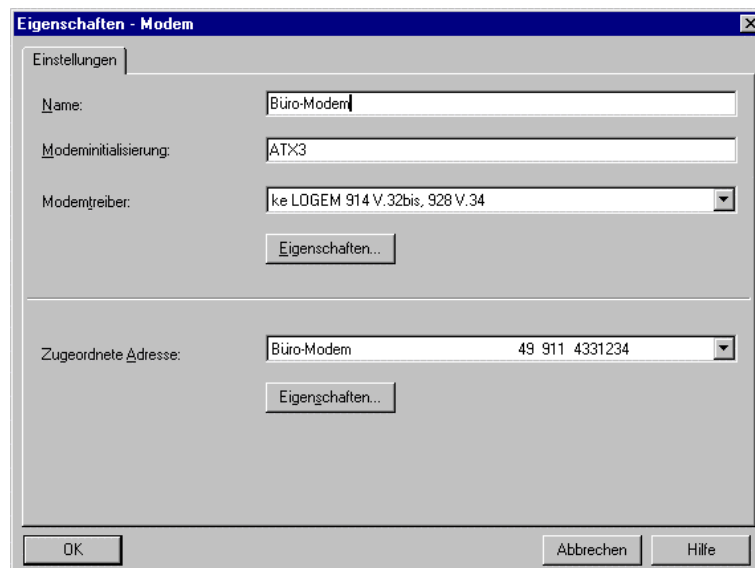 Eigenschaften - Modem
Einstellungen
Name: Büro-Modem
Modeminitialisierung: ATX3
Modemtreiber: ke LOGEM 914 V.32bis, 928 V.34
Eigenschaften...
Zugeordnete Adresse: Büro-Modem 49 911 4331234
Eigenschaften...
OK Abbrechen Hilfe